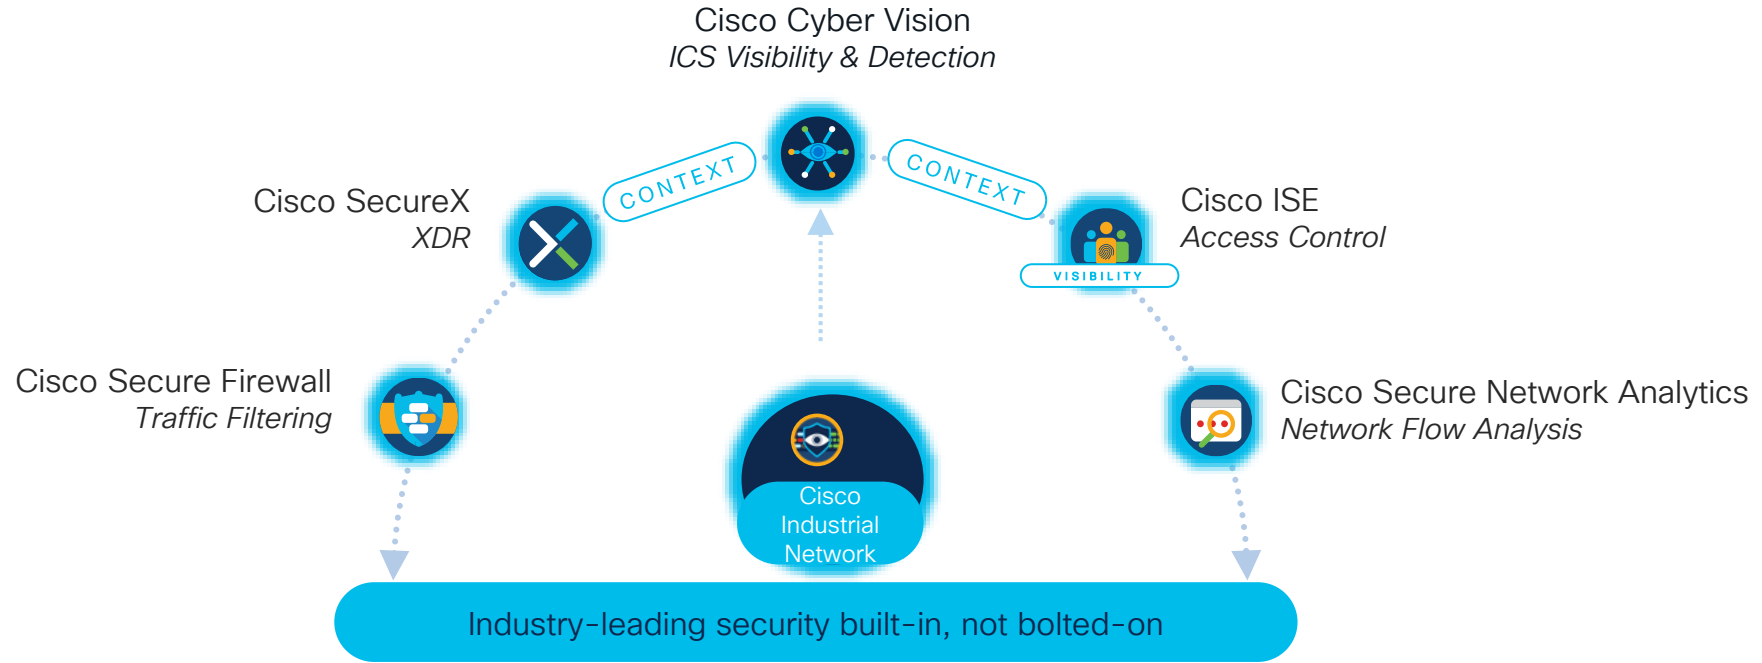 Cisco Cyber Vision
ICS Visibility & Detection
CONTEXT
CONTEXT
Cisco SecureX
XDR
Cisco ISE
Access Control
VISIBILITY
Cisco Secure Firewall
Traffic Filtering
Cisco Secure Network Analytics
Network Flow Analysis
Cisco
Industrial
Network
Industry-leading security built-in, not bolted-on